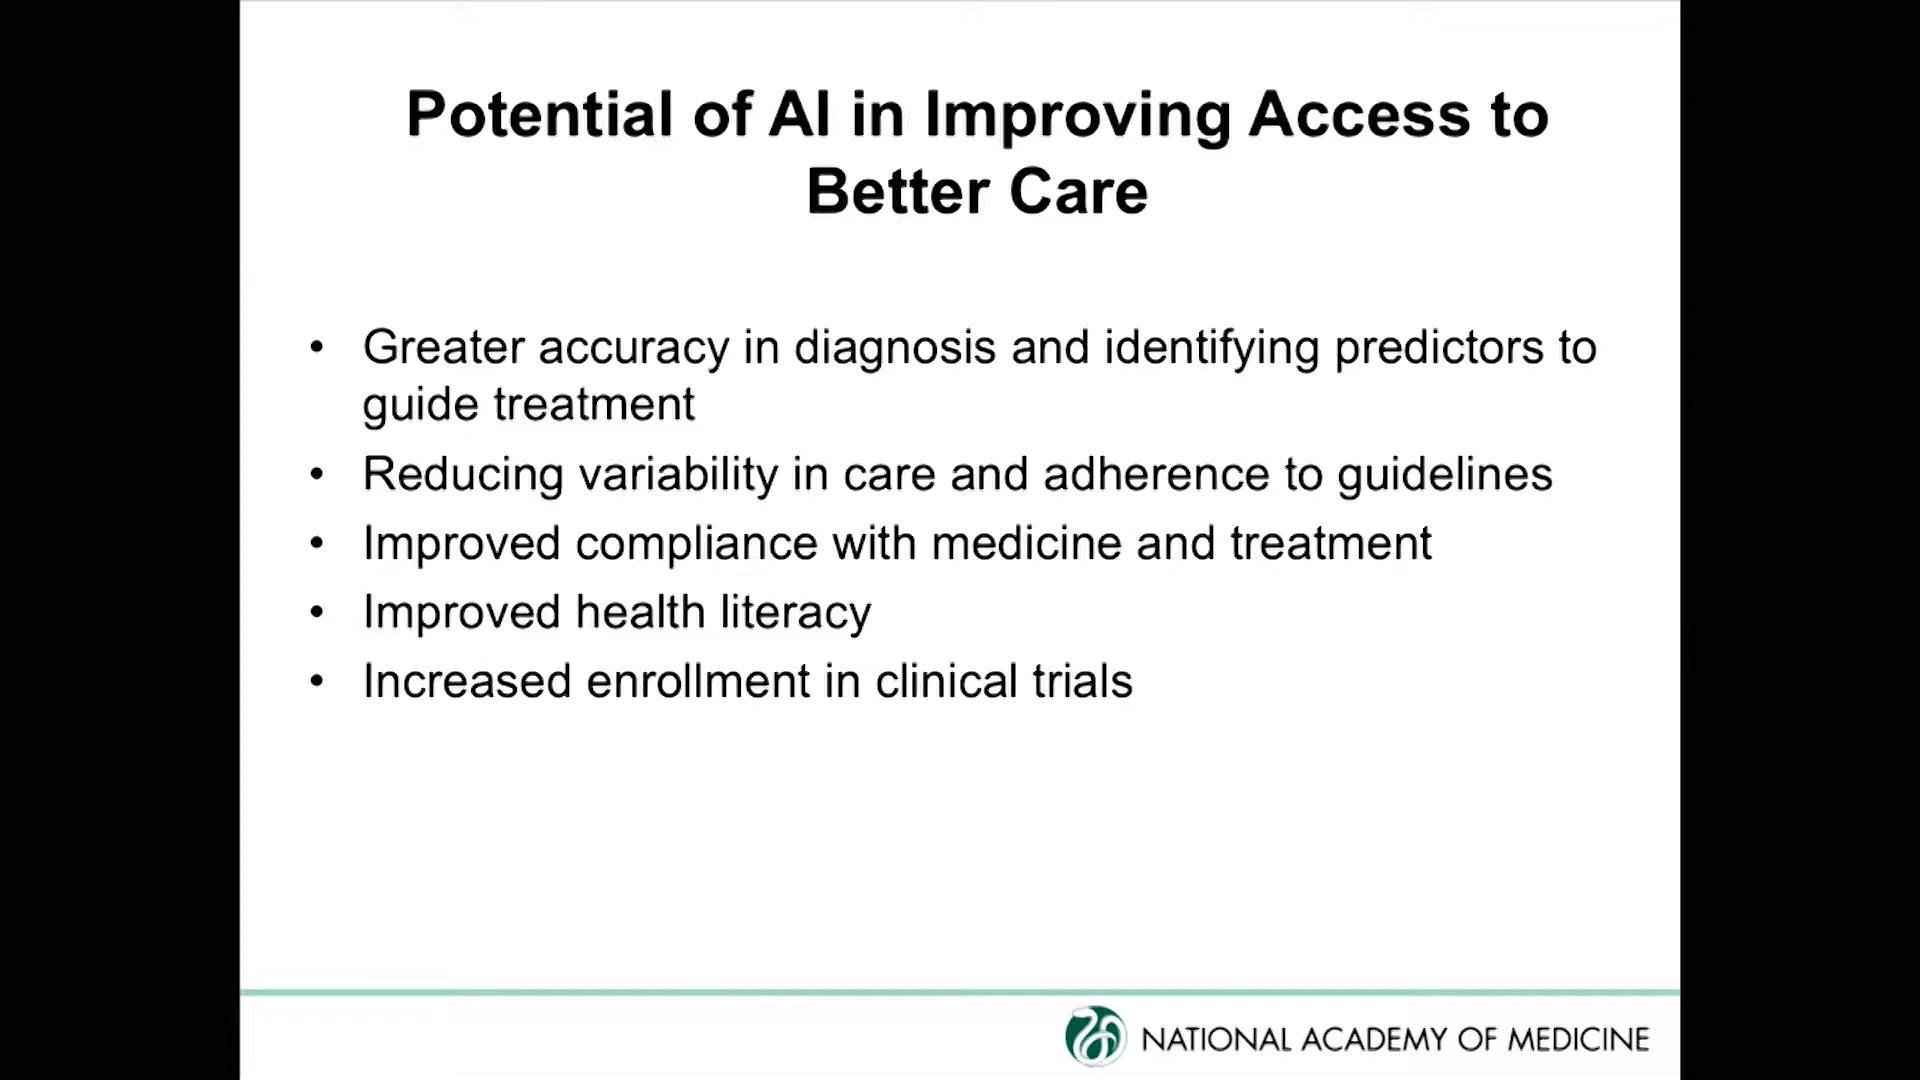 Potential of AI in Improving Access to
Better Care
• Greater accuracy in diagnosis and identifying predictors to
guide treatment
• Reducing variability in care and adherence to guidelines
• Improved compliance with medicine and treatment
• Improved health literacy
• Increased enrollment in clinical trials
NATIONAL ACADEMY OF MEDICINE